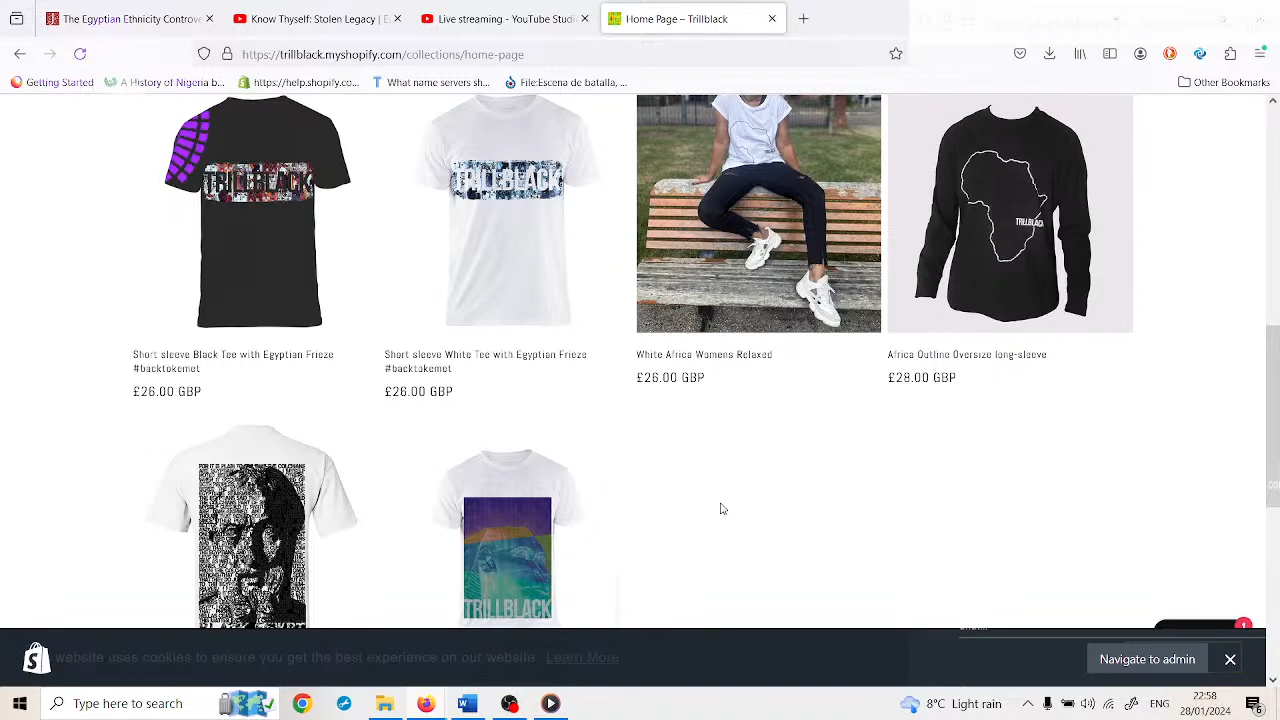 The Egyptian Ethnic Controve
Know Thyself: Stolen Legacy | E
Live streaming - YouTube Studi
Home Page – Trillblack
https://trillblack.myshopify.com/collections/home-page
Getting Started
A History of Nigeria b...
https://help.shopify.co...
What name servers sh...
File:Escena de batalla, ...
Other Bookmarks
TRILLBLACK
TRILLBLACK
TRILLBLACK
Short sleeve Black Tee with Egyptian Frieze
#backtokemet
£26.00 GBP
Short sleeve White Tee with Egyptian Frieze
#backtokemet
£26.00 GBP
White Africa Womens Relaxed
£26.00 GBP
Africa Outline Oversize long-sleeve
£28.00 GBP
TRILLBLACK
1
website uses cookies to ensure you get the best experience on our website. Learn More
Navigate to admin
Type here to search
8°C Light rain
ENG
22:58
28/01/2024
6